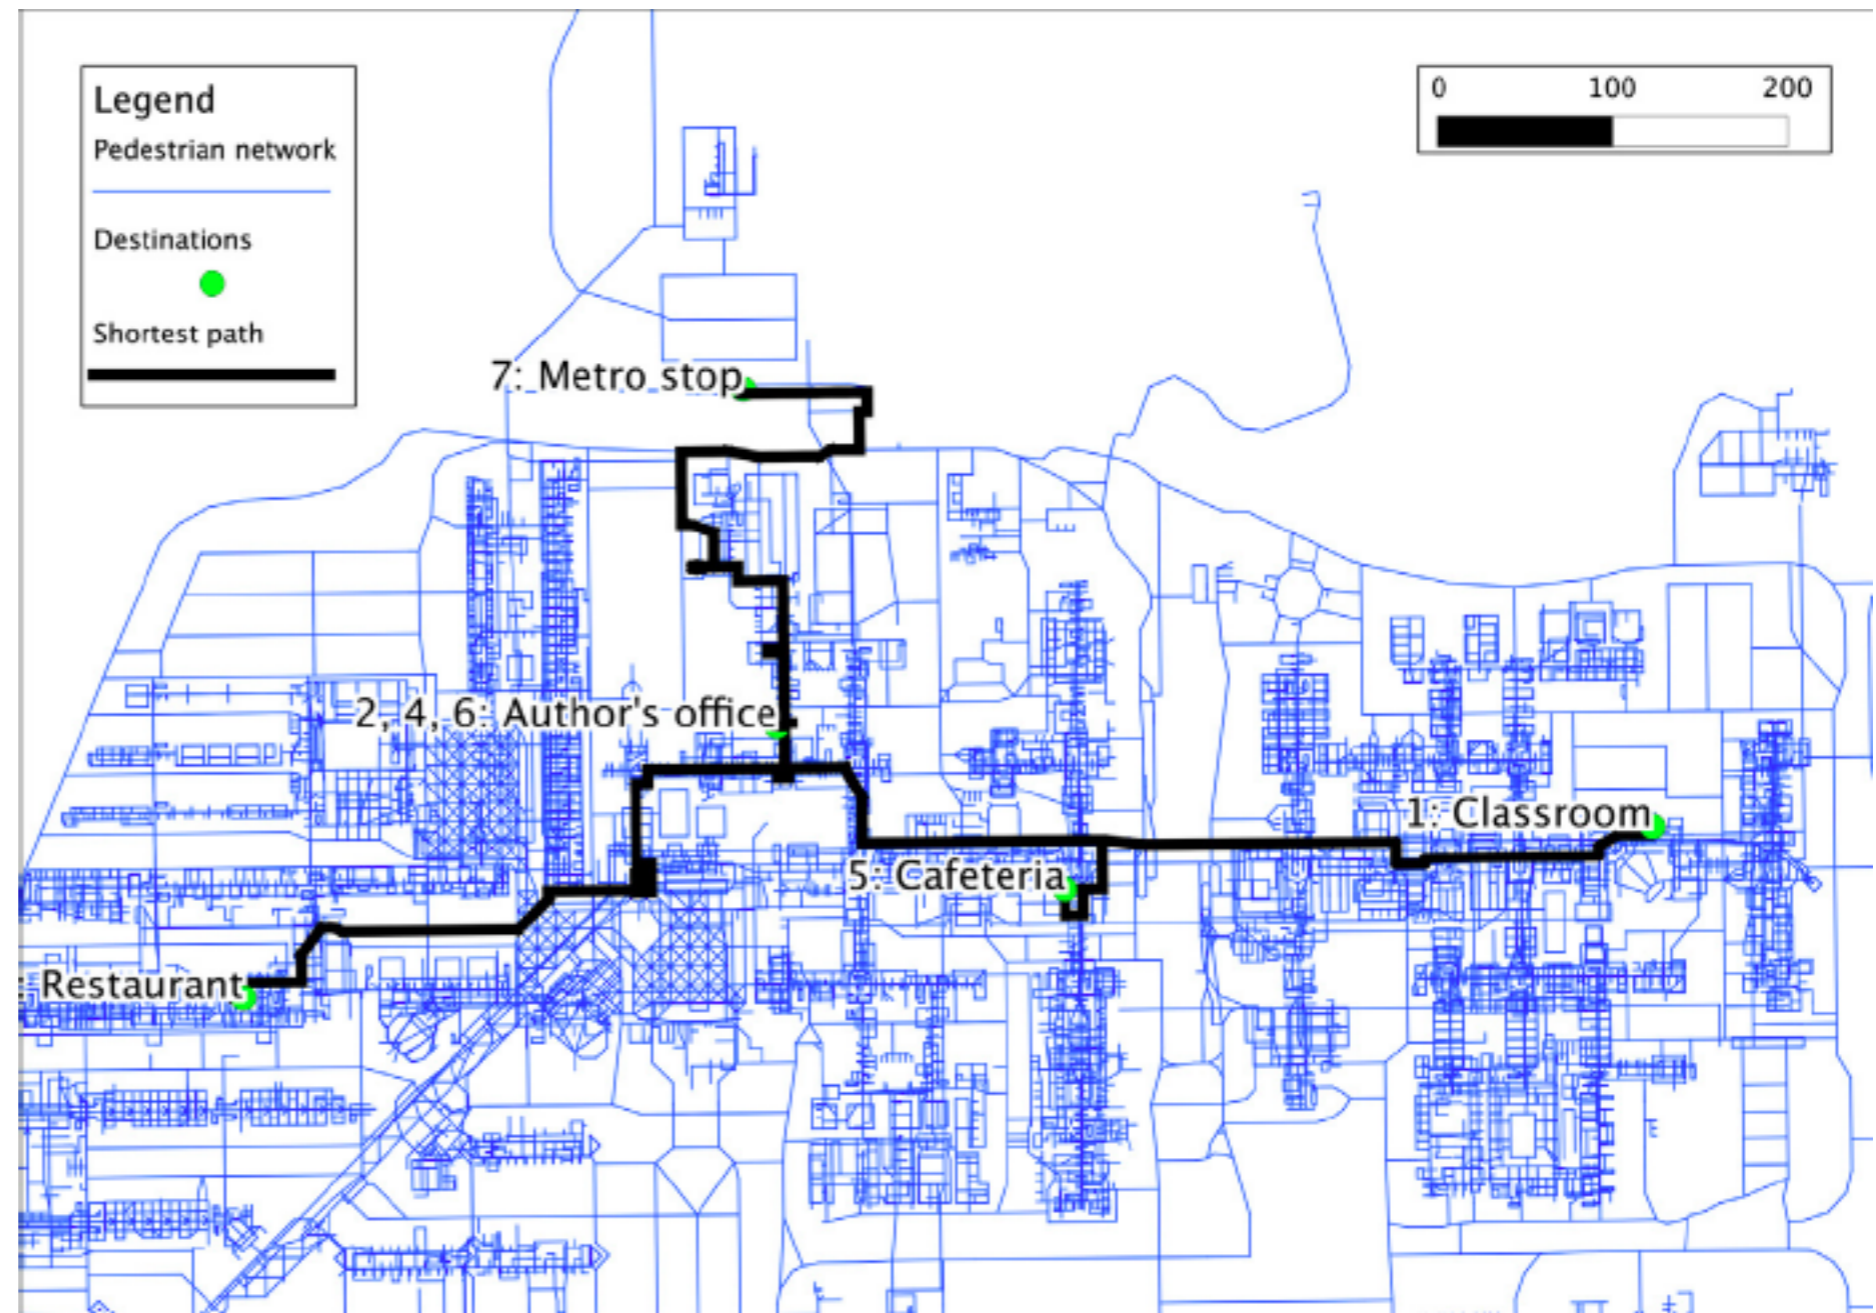 Legend
Pedestrian network
Destinations
Shortest path
0 100 200
7: Metro stop
2, 4, 6: Author's office
1: Classroom
5: Cafeteria
: Restaurant